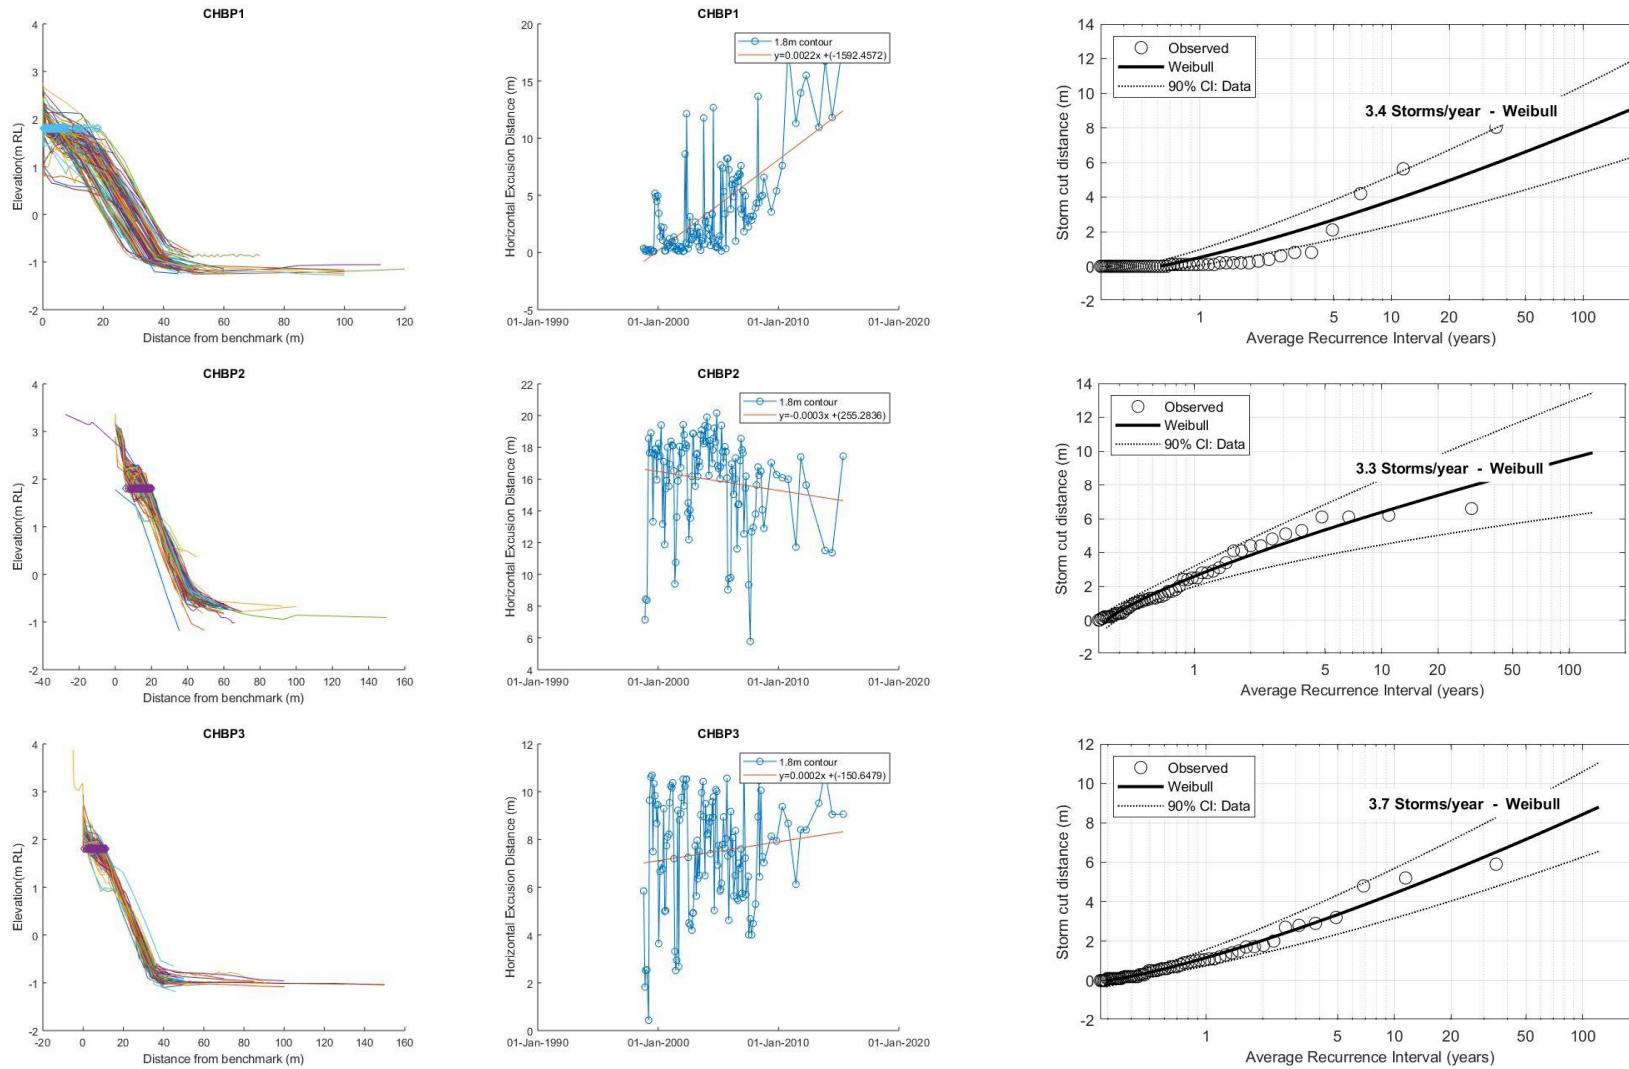 CHBP1
4
3
2
1
0
-1
-2
0
20
40
60
80
100
120
Elevation(m RL)
Distance from benchmark (m)
CHBP1
20
15
10
5
0
-5
01-Jan-1990
01-Jan-2000
01-Jan-2010
01-Jan-2020
Horizontal Excusion Distance (m)
1.8m contour
y=0.0022x +(-1592.4572)
14
12
10
8
6
4
2
0
-2
1
5
10
20
50
100
Storm cut distance (m)
Average Recurrence Interval (years)
Observed
Weibull
90% CI: Data
3.4 Storms/year - Weibull
CHBP2
4
3
2
1
0
-1
-2
-40
-20
0
20
40
60
80
100
120
140
160
Elevation(m RL)
Distance from benchmark (m)
CHBP2
22
20
18
16
14
12
10
8
6
4
01-Jan-1990
01-Jan-2000
01-Jan-2010
01-Jan-2020
Horizontal Excusion Distance (m)
1.8m contour
y=-0.0003x +(255.2836)
14
12
10
8
6
4
2
0
-2
1
5
10
20
50
100
Storm cut distance (m)
Average Recurrence Interval (years)
Observed
Weibull
90% CI: Data
3.3 Storms/year - Weibull
CHBP3
4
3
2
1
0
-1
-2
-20
0
20
40
60
80
100
120
140
160
Elevation(m RL)
Distance from benchmark (m)
CHBP3
12
10
8
6
4
2
0
01-Jan-1990
01-Jan-2000
01-Jan-2010
01-Jan-2020
Horizontal Excusion Distance (m)
1.8m contour
y=0.0002x +(-150.6479)
12
10
8
6
4
2
0
-2
1
5
10
20
50
100
Storm cut distance (m)
Average Recurrence Interval (years)
Observed
Weibull
90% CI: Data
3.7 Storms/year - Weibull